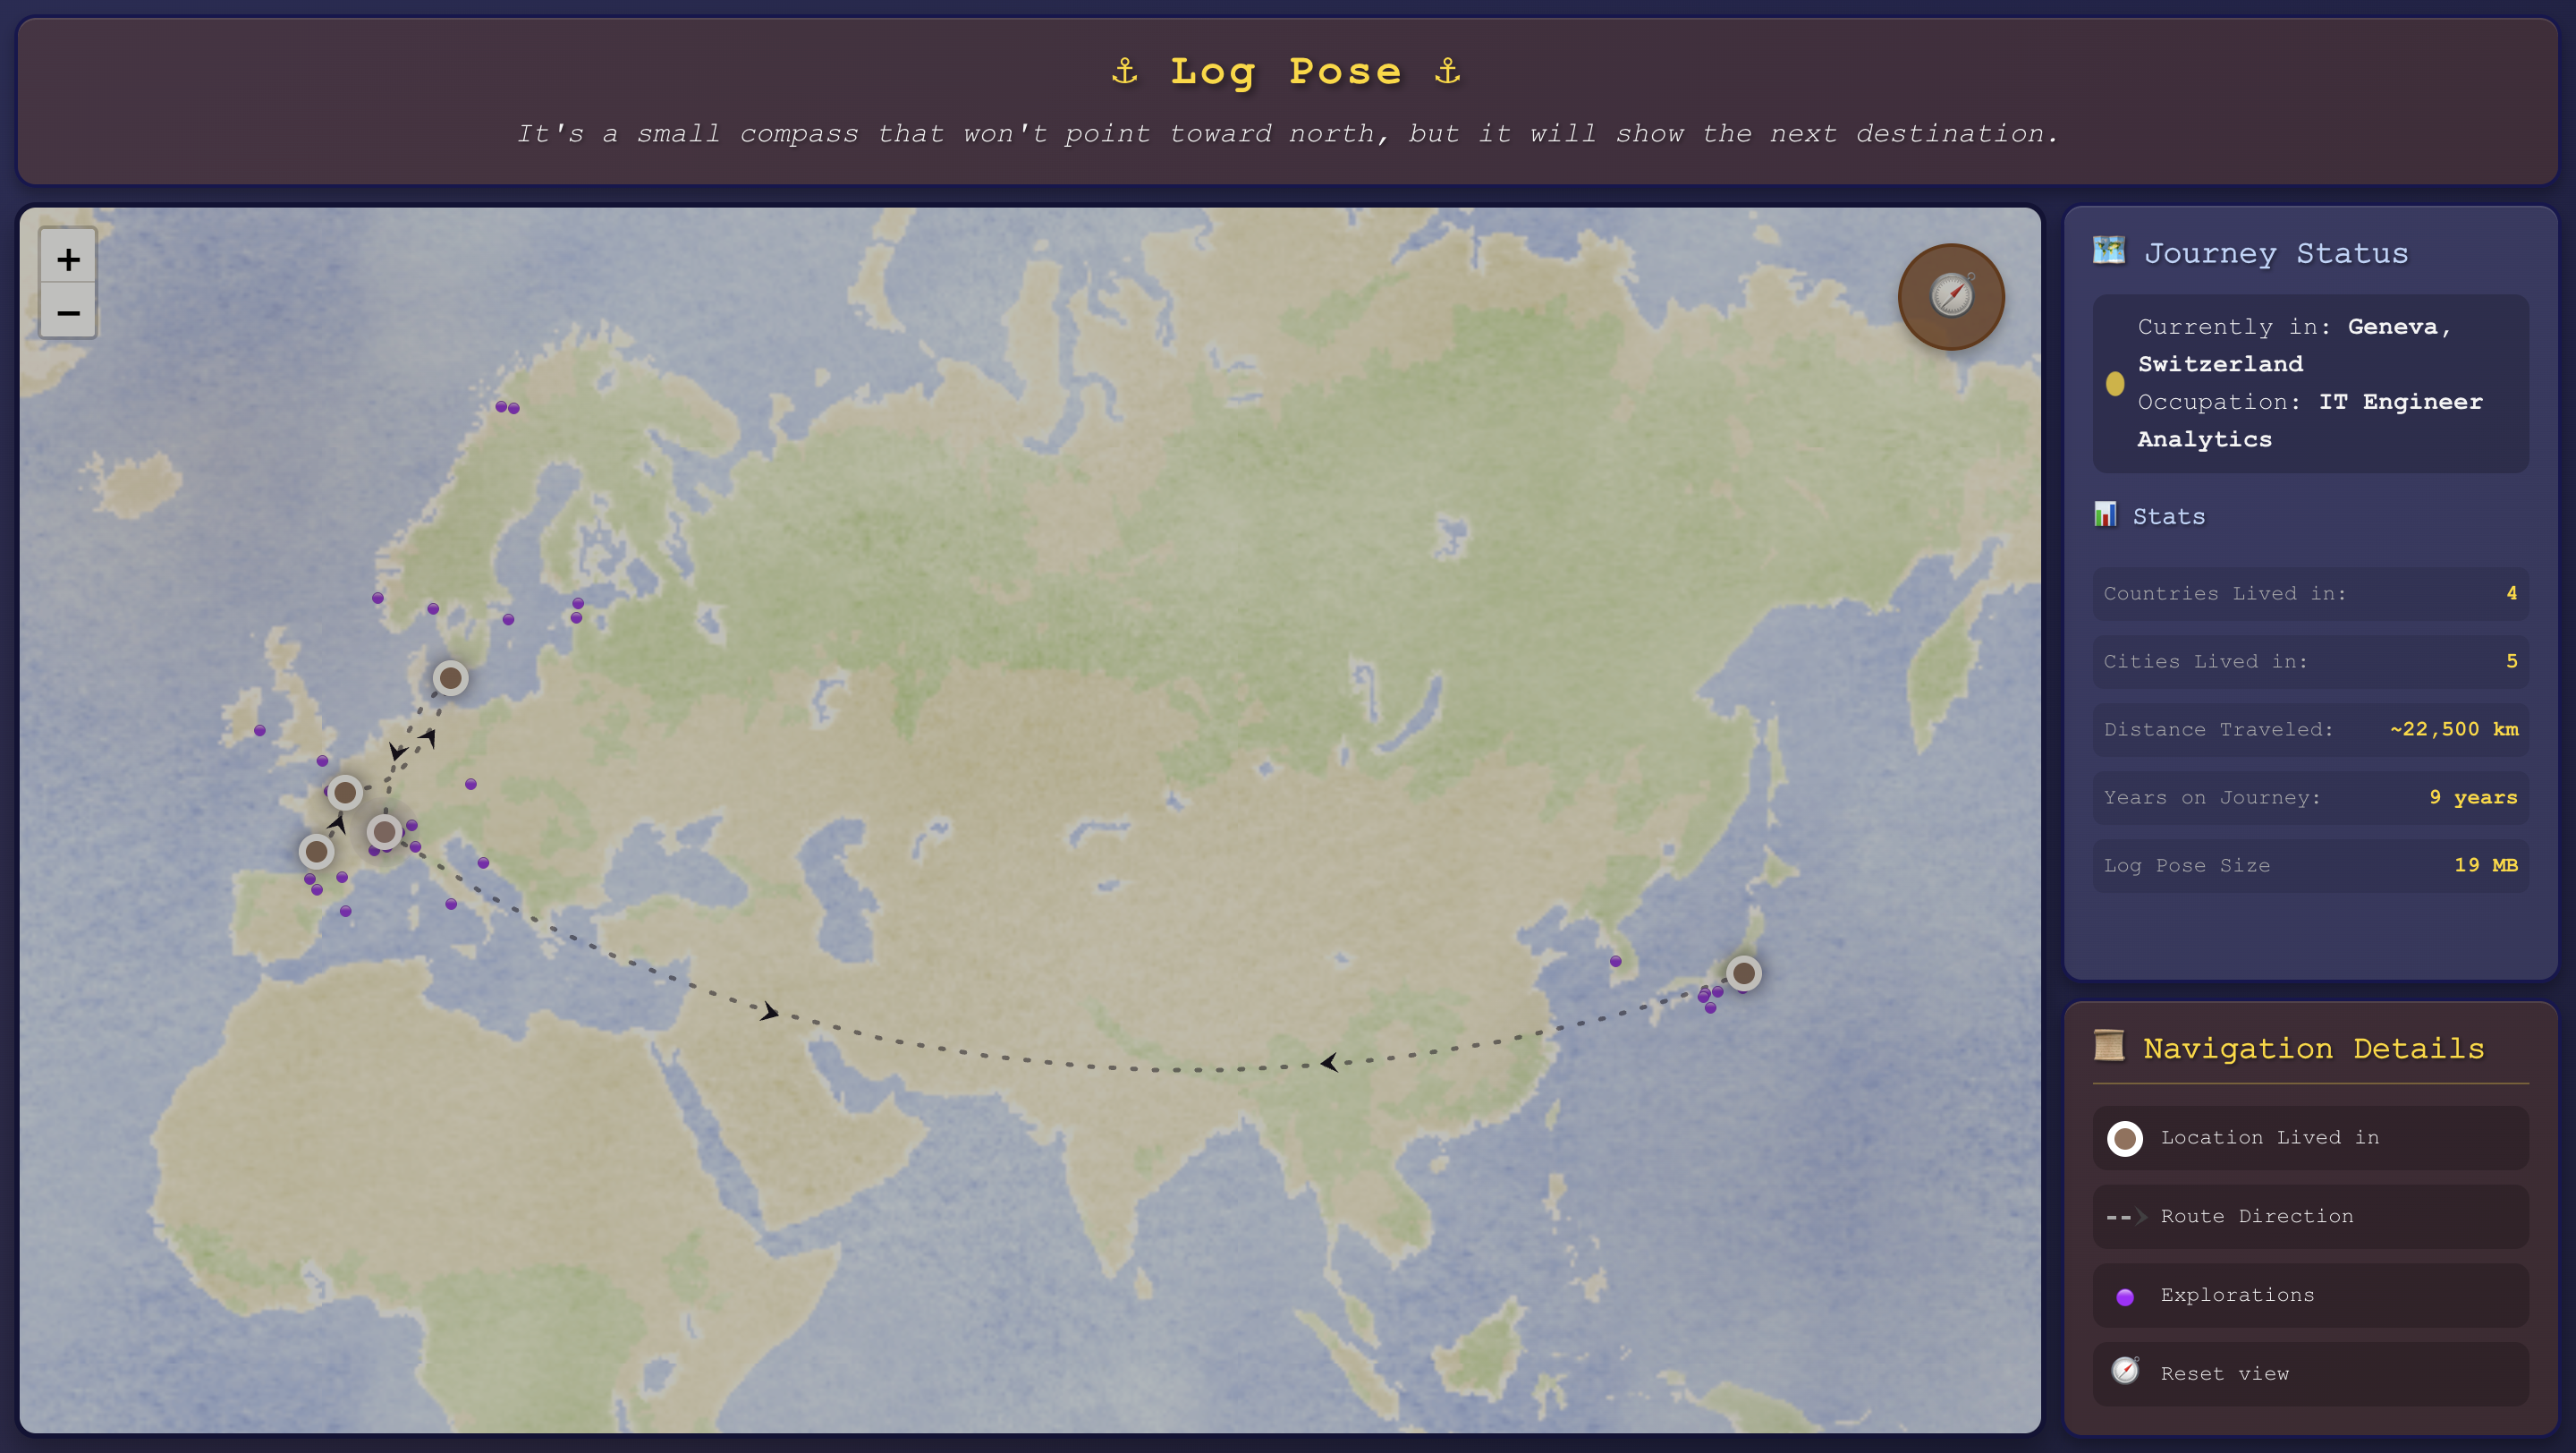 ⚓ Log Pose ⚓
It's a small compass that won't point toward north, but it will show the next destination.
+
−
🗺️ Journey Status
Currently in: Geneva,
Switzerland
Occupation: IT Engineer
Analytics
📊 Stats
Countries Lived in: 4
Cities Lived in: 5
Distance Traveled: ~22,500 km
Years on Journey: 9 years
Log Pose Size 19 MB
📜 Navigation Details
Location Lived in
Route Direction
Explorations
Reset view